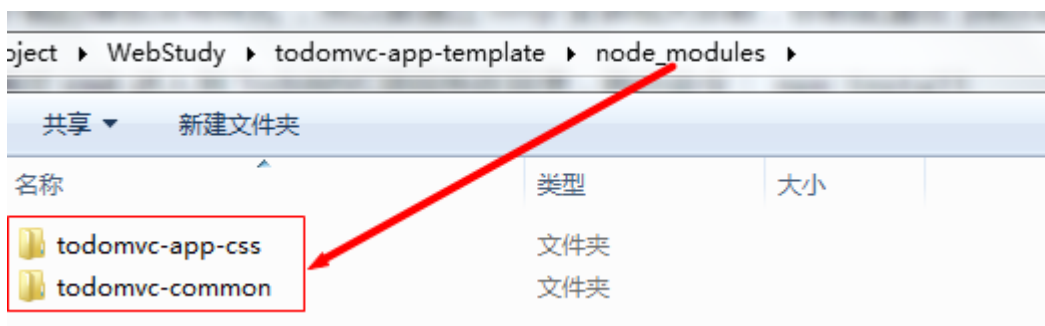 oject ▸ WebStudy ▸ todomvc-app-template ▸ node_modules ▸
共享 ▼ 新建文件夹
名称 类型 大小
todomvc-app-css 文件夹
todomvc-common 文件夹